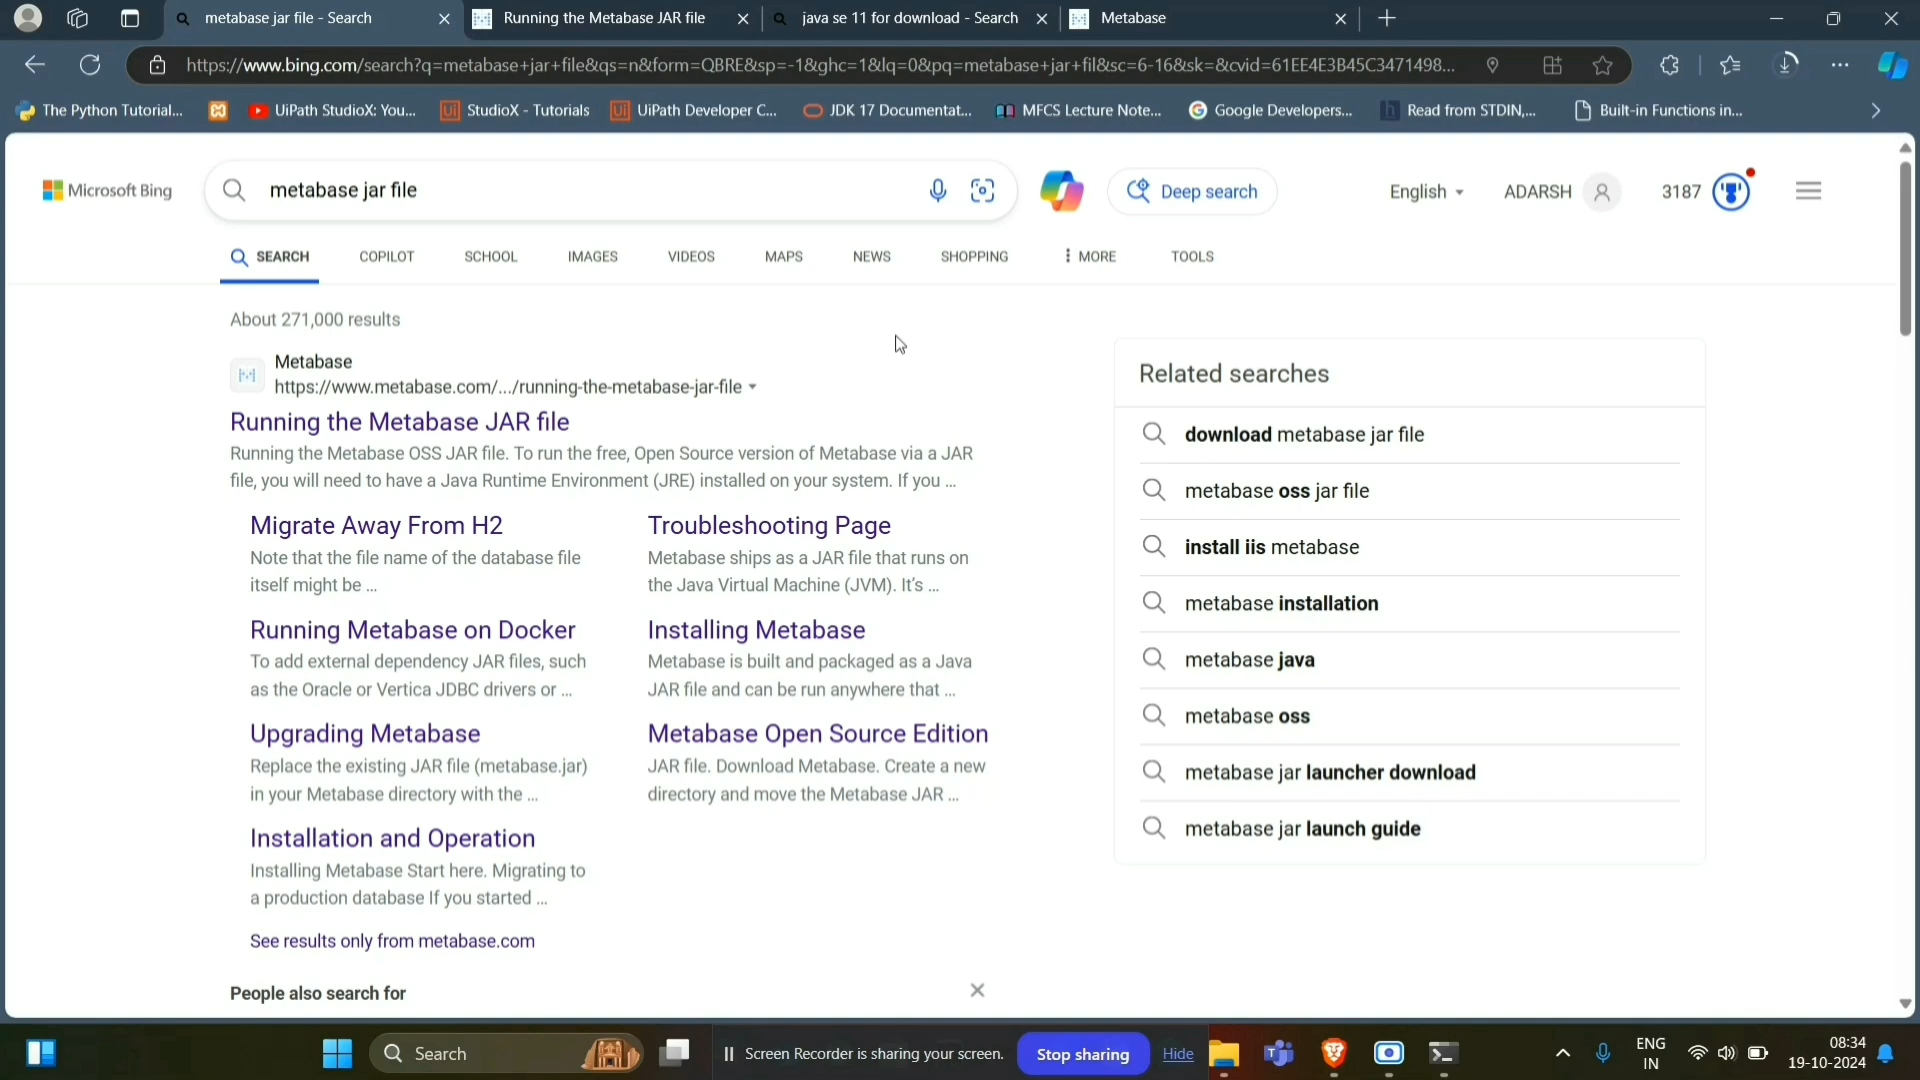 metabase jar file - Search
Running the Metabase JAR file
java se 11 for download - Search
Metabase
https://www.bing.com/search?q=metabase+jar+file&qs=n&form=QBRE&sp=-1&ghc=1&lq=0&pq=metabase+jar+fil&sc=6-16&sk=&cvid=61EE4E3B45C3471498...
The Python Tutorial...
UiPath StudioX: You...
StudioX - Tutorials
UiPath Developer C...
JDK 17 Documentat...
MFCS Lecture Note...
Google Developers...
Read from STDIN,...
Built-in Functions in...
Microsoft Bing
metabase jar file
Deep search
English
ADARSH
3187
SEARCH
COPILOT
SCHOOL
IMAGES
VIDEOS
MAPS
NEWS
SHOPPING
MORE
TOOLS
About 271,000 results
Metabase
https://www.metabase.com/.../running-the-metabase-jar-file
Running the Metabase JAR file
Running the Metabase OSS JAR file. To run the free, Open Source version of Metabase via a JAR
file, you will need to have a Java Runtime Environment (JRE) installed on your system. If you ...
Migrate Away From H2
Note that the file name of the database file
itself might be ...
Troubleshooting Page
Metabase ships as a JAR file that runs on
the Java Virtual Machine (JVM). It's ...
Running Metabase on Docker
To add external dependency JAR files, such
as the Oracle or Vertica JDBC drivers or ...
Installing Metabase
Metabase is built and packaged as a Java
JAR file and can be run anywhere that ...
Upgrading Metabase
Replace the existing JAR file (metabase.jar)
in your Metabase directory with the ...
Metabase Open Source Edition
JAR file. Download Metabase. Create a new
directory and move the Metabase JAR ...
Installation and Operation
Installing Metabase Start here. Migrating to
a production database If you started ...
See results only from metabase.com
People also search for
Related searches
download metabase jar file
metabase oss jar file
install iis metabase
metabase installation
metabase java
metabase oss
metabase jar launcher download
metabase jar launch guide
Search
Screen Recorder is sharing your screen.
Stop sharing
Hide
ENG
IN
08:34
19-10-2024